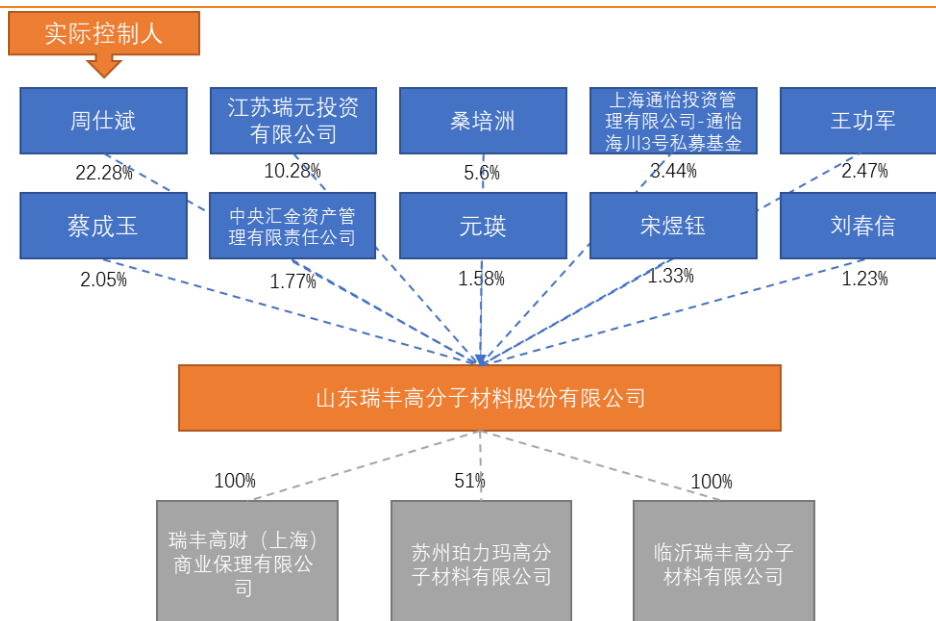 实际控制人
周仕斌
江苏瑞元投资
有限公司
桑培洲
上海通怡投资管
理有限公司-通怡
海川3号私募基金
王功军
22.28%
10.28%
5.6%
3.44%
2.47%
蔡成玉
中央汇金资产管
理有限责任公司
元瑛
宋煜钰
刘春信
2.05%
1.77%
1.58%
1.33%
1.23%
山东瑞丰高分子材料股份有限公司
100%
51%
100%
瑞丰高财（上海）
商业保理有限公
司
苏州珀力玛高分
子材料有限公司
临沂瑞丰高分子
材料有限公司